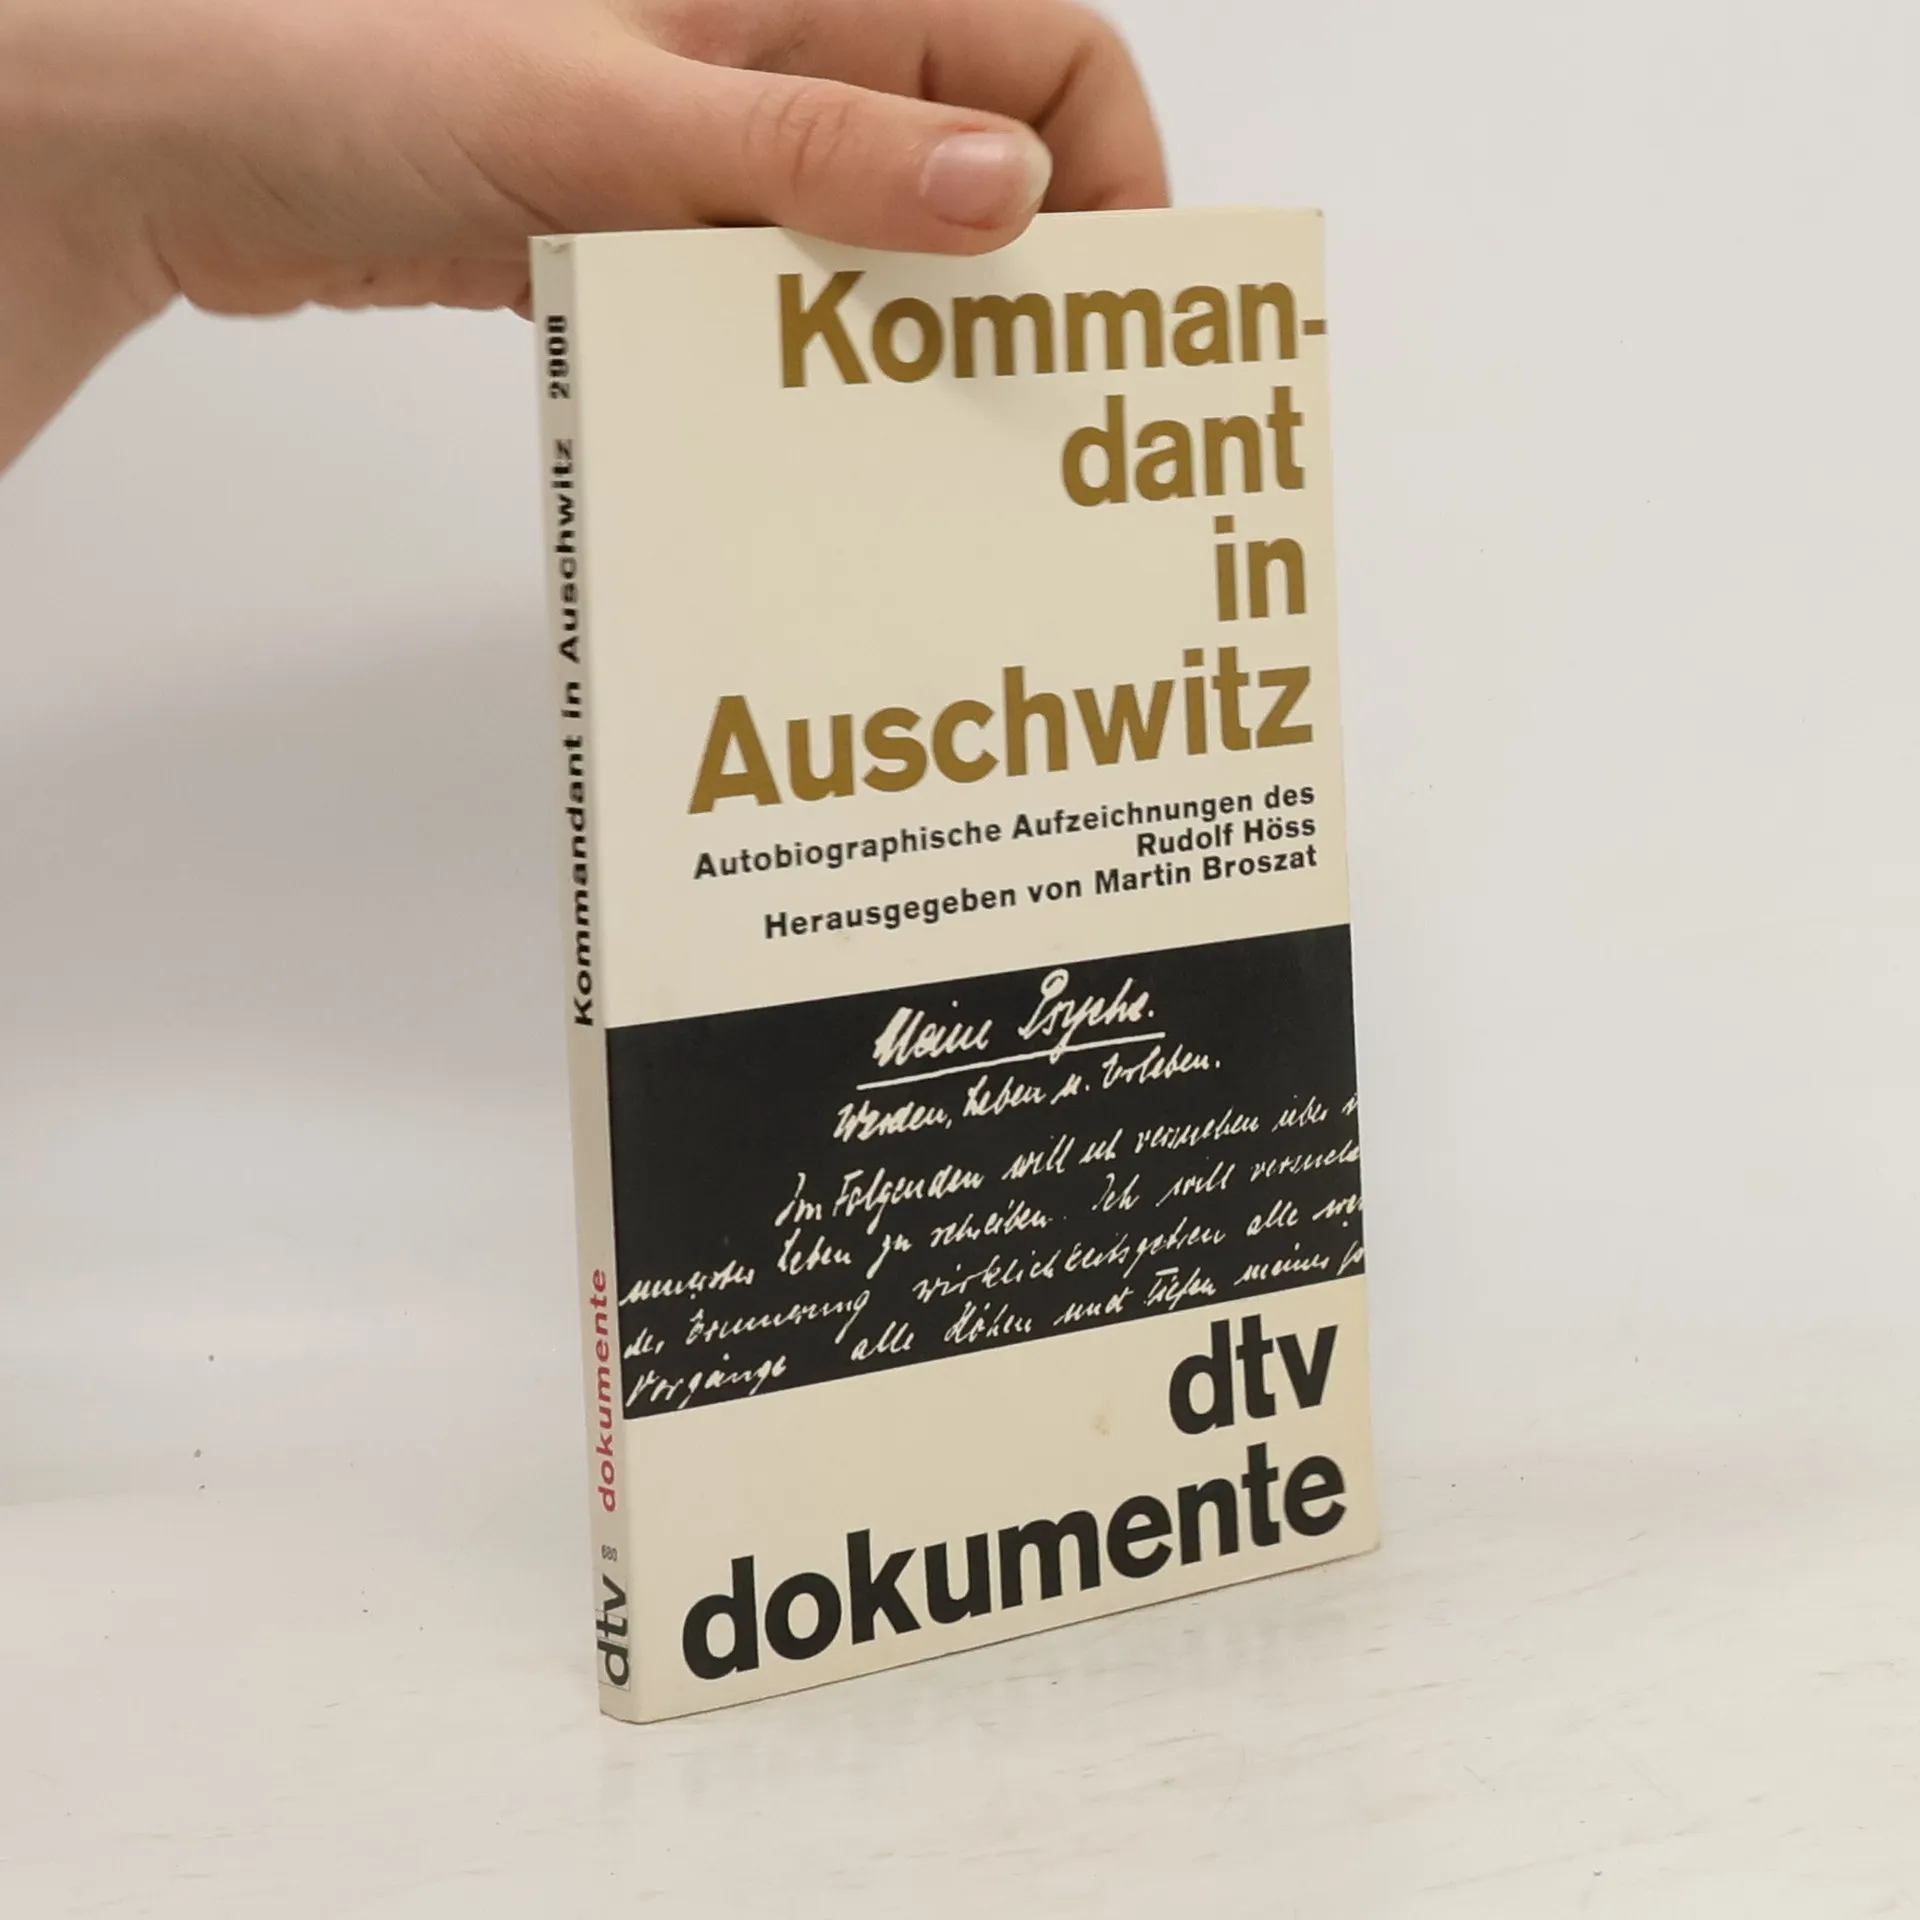 Komman-
dant
in
Auschwitz
Autobiographische Aufzeichnungen des
Rudolf Höss
Herausgegeben von Martin Broszat
Meine Psyche.
Werden, Leben u. Erleben.
Im Folgenden will ich versuchen über
Leben zu schreiben. Ich will versuche
der Erinnerung wirklichkeitsgetreu alle
Vorgänge alle Höhen und Tiefen meines
dtv
dokumente
Kommandant in Auschwitz 2908
dokumente
680
dtv